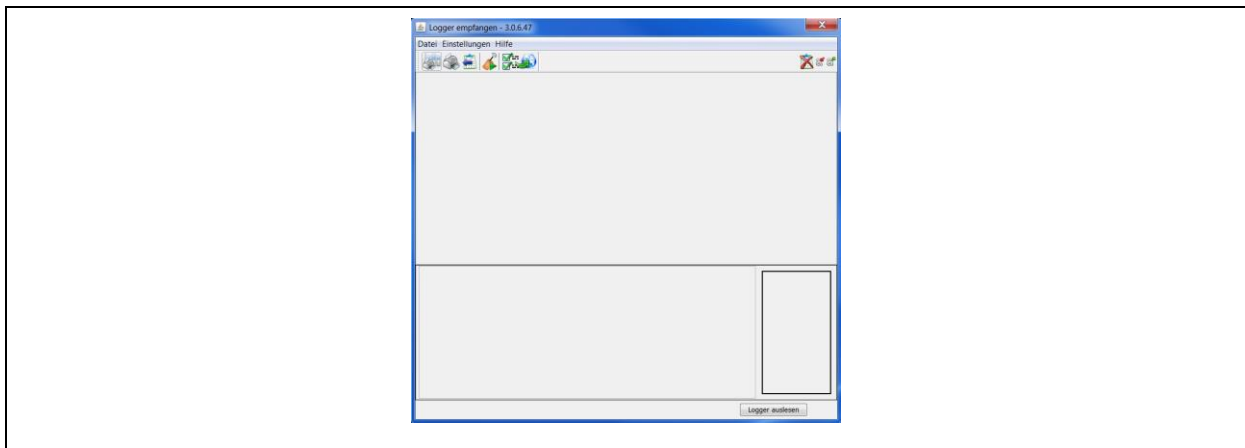 Logger empfangen - 3.0.6.47
Datei Einstellungen Hilfe
Logger auslesen